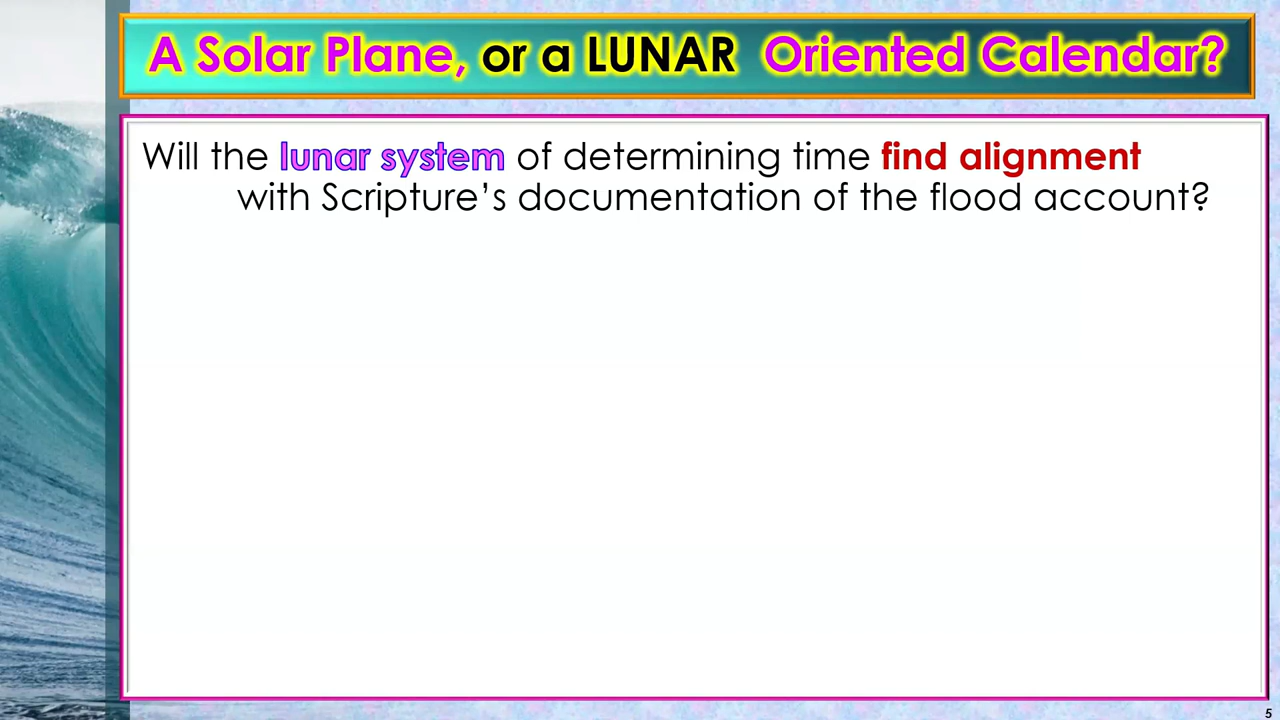 A Solar Plane, or a LUNAR Oriented Calendar?
Will the lunar system of determining time find alignment
with Scripture’s documentation of the flood account?
5